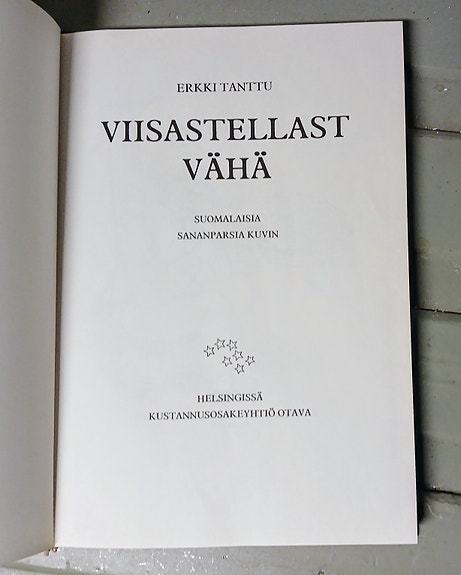 ERKKI TANTTU
VIISASTELLAST
VÄHÄ
SUOMALAISIA
SANANPARSIA KUVIN
HELSINGISSÄ
KUSTANNUSOSAKEYHTIÖ OTAVA